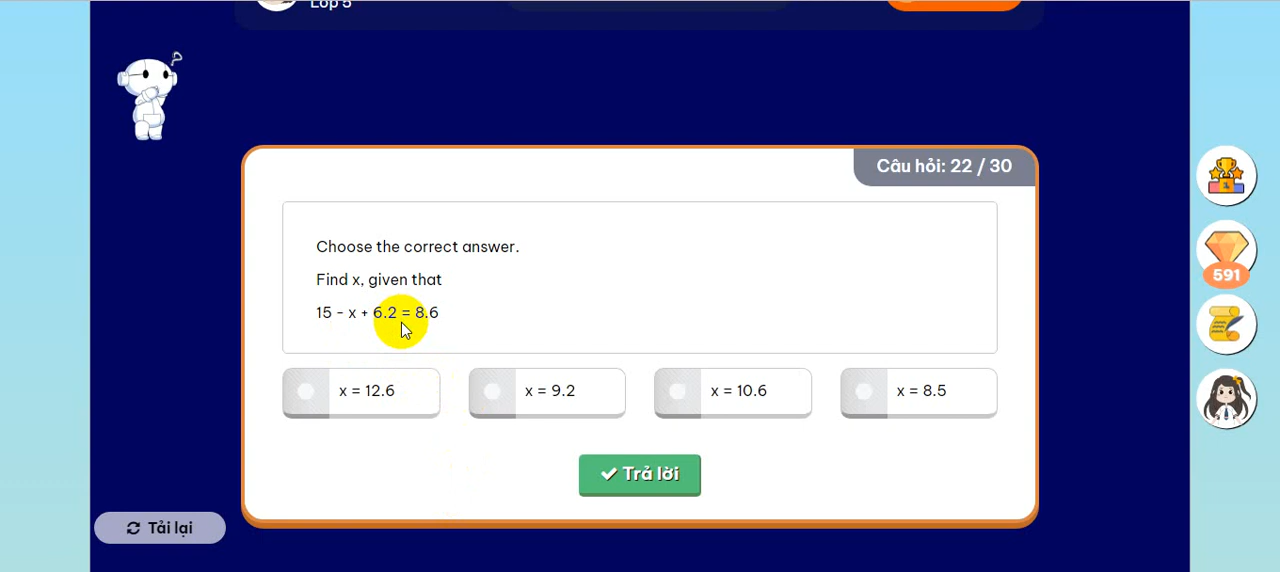 Lớp 5
Câu hỏi: 22 / 30
Choose the correct answer.
Find x, given that
15 - x + 6.2 = 8.6
x = 12.6
x = 9.2
x = 10.6
x = 8.5
Trả lời
Tải lại
591